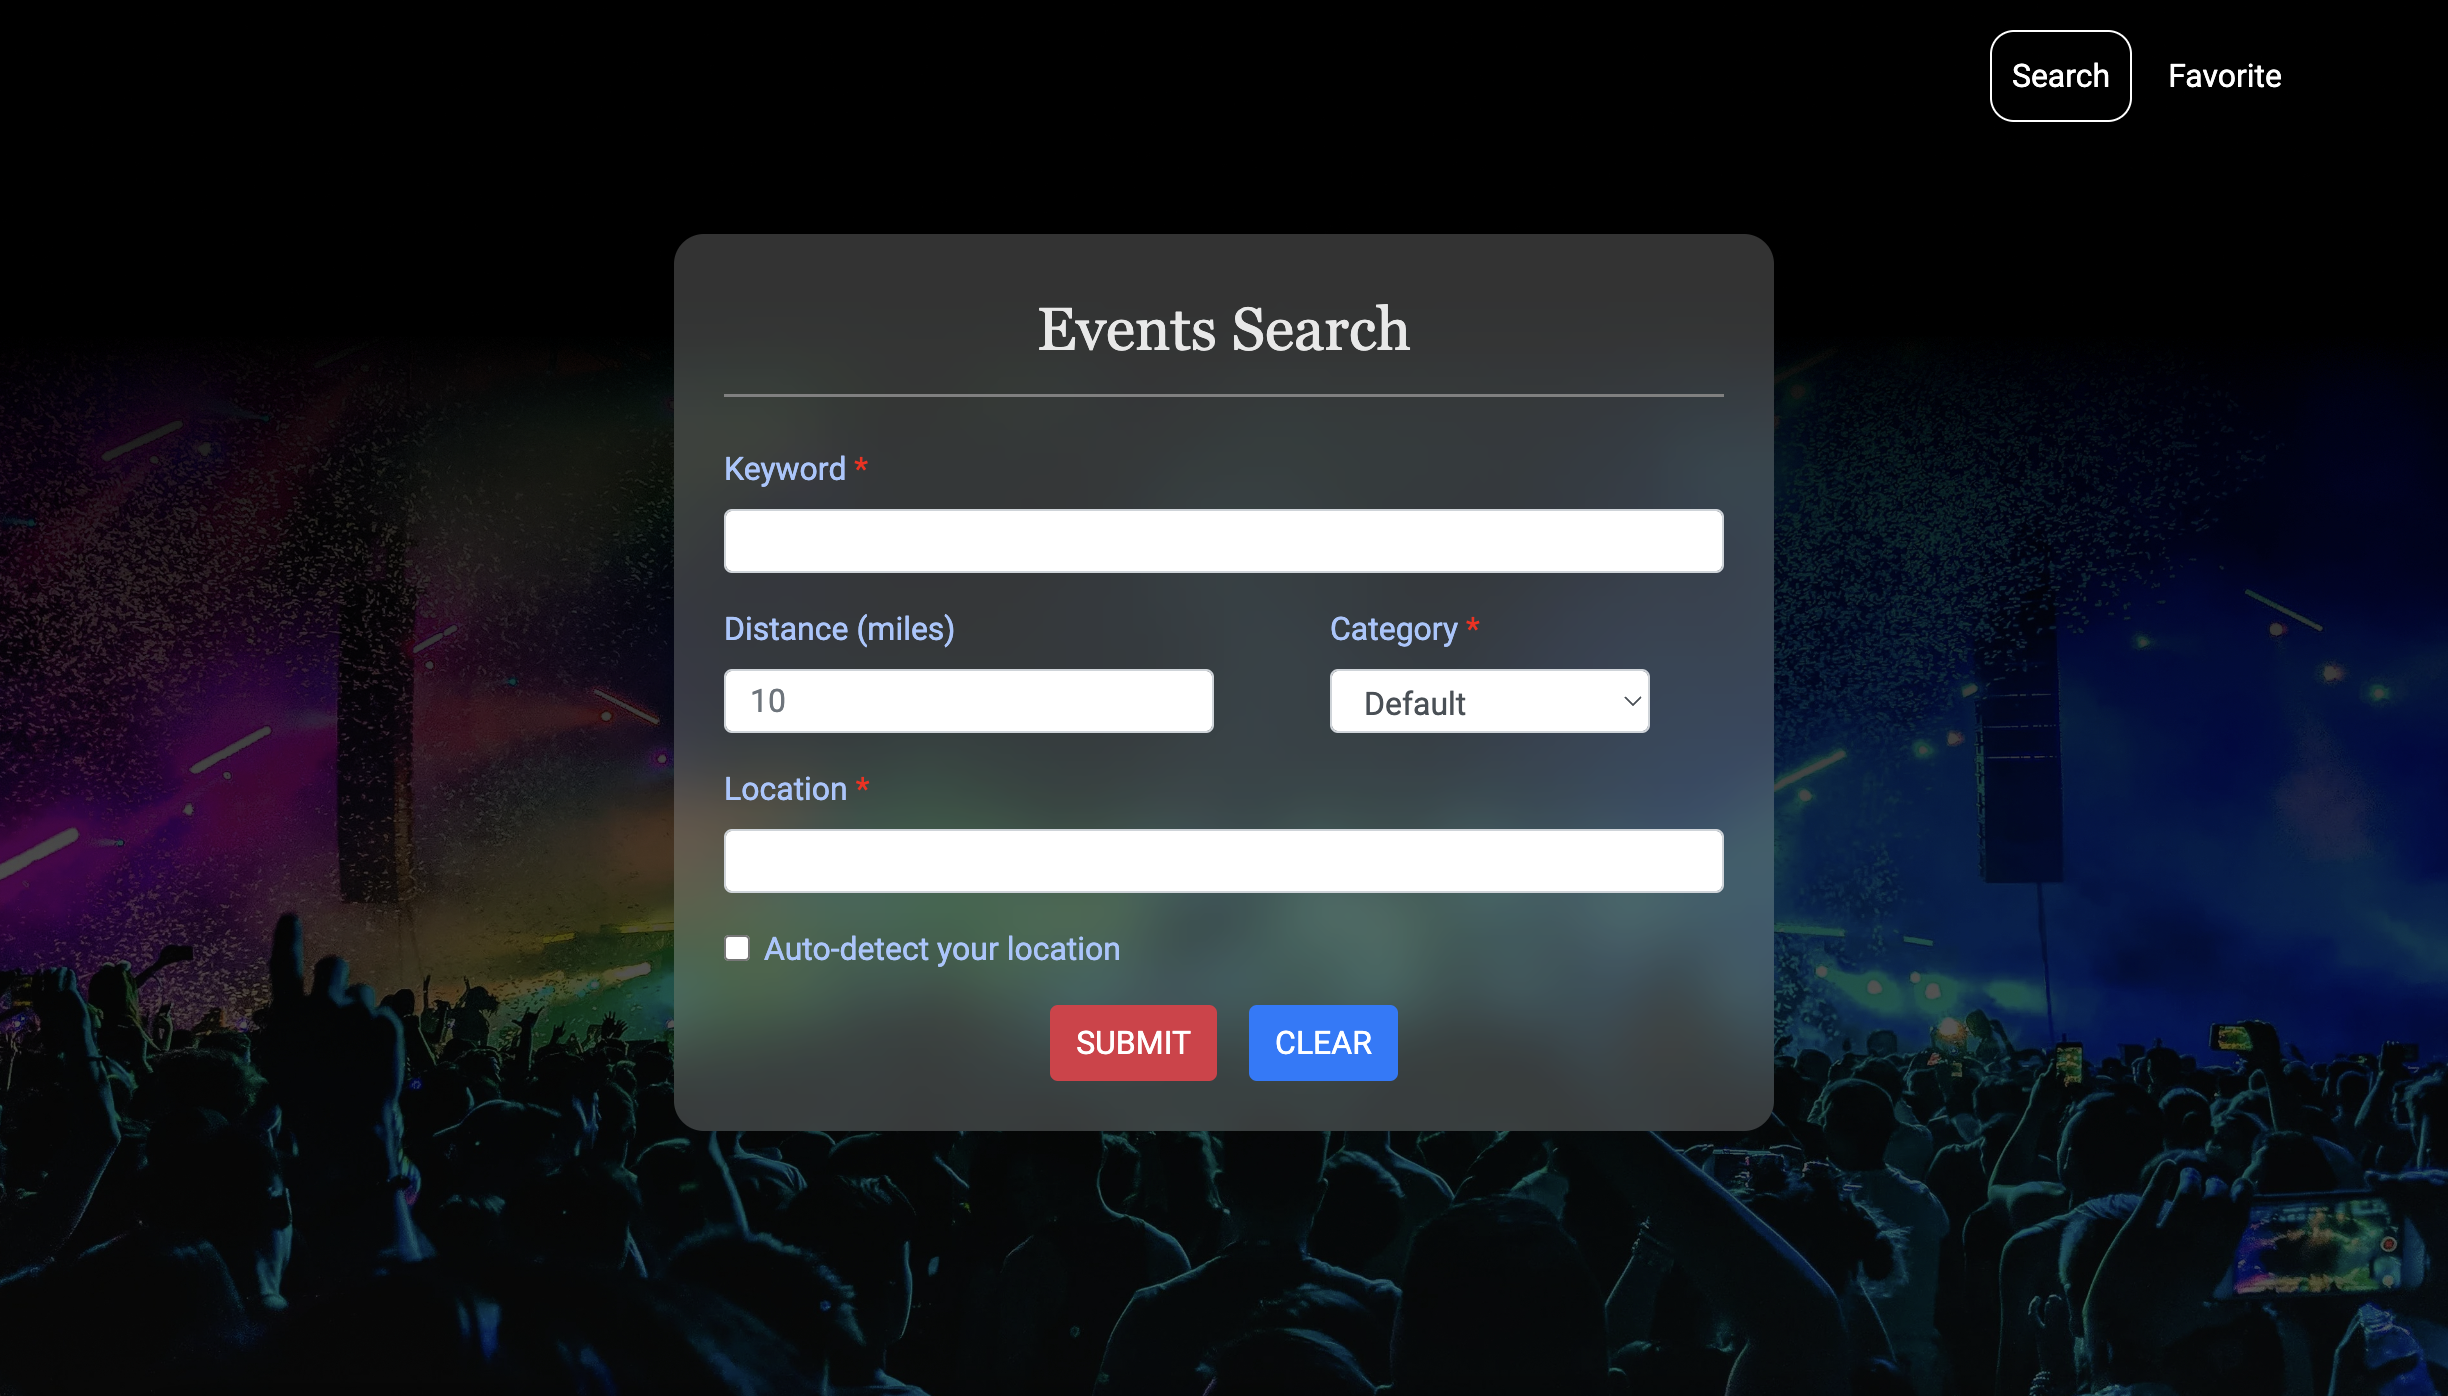 Search Favorite
Events Search
Keyword *
Distance (miles) Category *
10 Default
Location *
Auto-detect your location
SUBMIT CLEAR